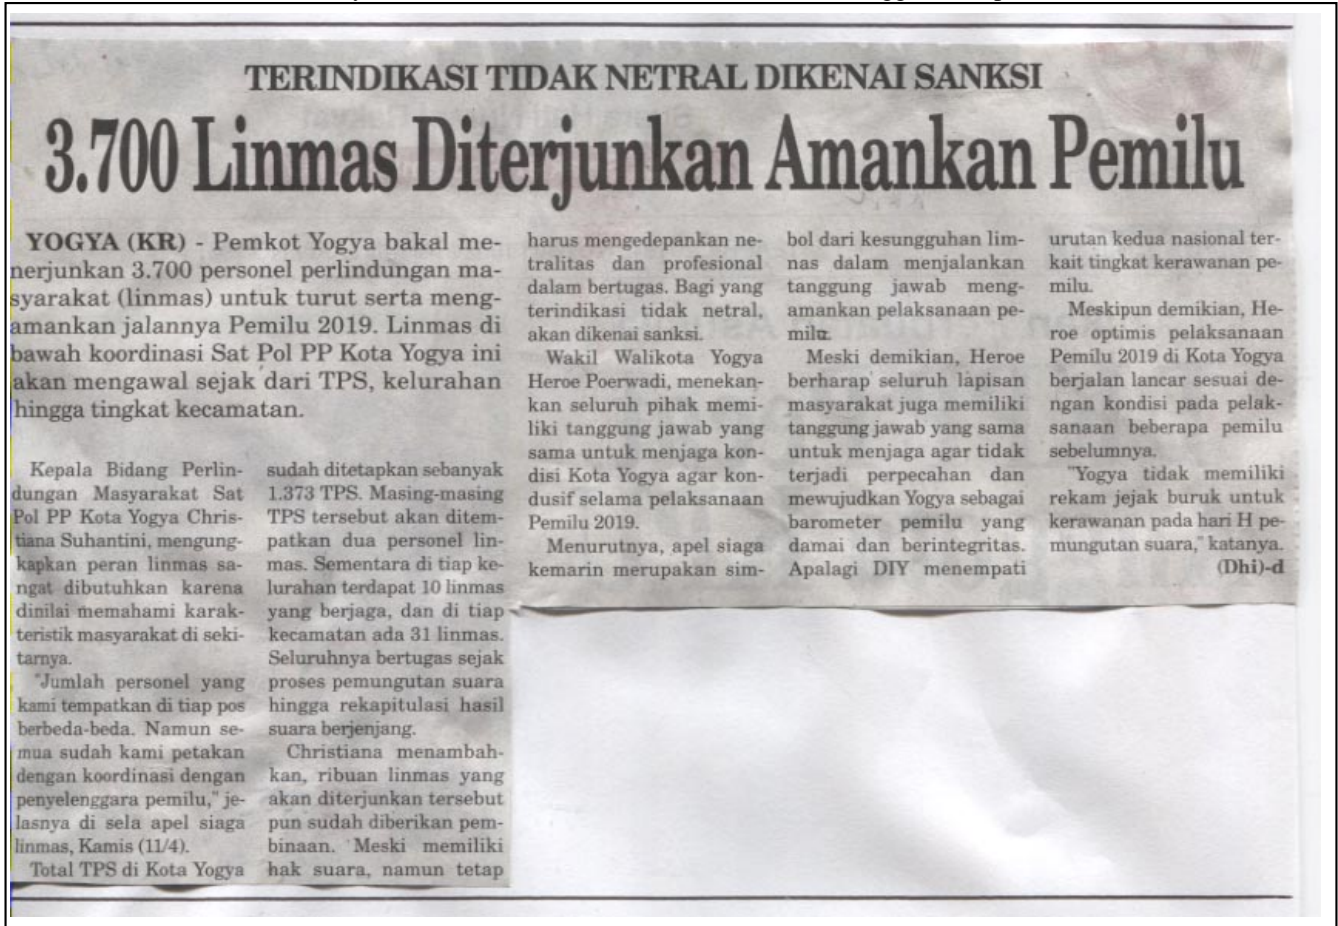 TERINDIKASI TIDAK NETRAL DIKENAI SANKSI
3.700 Linmas Diterjunkan Amankan Pemilu
YOGYA (KR) - Pemkot Yogya bakal me-
nerjunkan 3.700 personel perlindungan ma-
syarakat (linmas) untuk turut serta meng-
amankan jalannya Pemilu 2019. Linmas di
bawah koordinasi Sat Pol PP Kota Yogya ini
akan mengawal sejak dari TPS, kelurahan
hingga tingkat kecamatan.
Kepala Bidang Perlin-
dungan Masyarakat Sat
Pol PP Kota Yogya Chris-
tiana Suhantini, mengung-
kapkan peran linmas sa-
ngat dibutuhkan karena
dinilai memahami karak-
teristik masyarakat di seki-
tarnya.
"Jumlah personel yang
kami tempatkan di tiap pos
berbeda-beda. Namun se-
mua sudah kami petakan
dengan koordinasi dengan
penyelenggara pemilu," je-
lasnya di sela apel siaga
linmas, Kamis (11/4).
Total TPS di Kota Yogya
sudah ditetapkan sebanyak
1.373 TPS. Masing-masing
TPS tersebut akan ditem-
patkan dua personel lin-
mas. Sementara di tiap ke-
lurahan terdapat 10 linmas
yang berjaga, dan di tiap
kecamatan ada 31 linmas.
Seluruhnya bertugas sejak
proses pemungutan suara
hingga rekapitulasi hasil
suara berjenjang.
Christiana menambah-
kan, ribuan linmas yang
akan diterjunkan tersebut
pun sudah diberikan pem-
binaan. Meski memiliki
hak suara, namun tetap
harus mengedepankan ne-
tralitas dan profesional
dalam bertugas. Bagi yang
terindikasi tidak netral,
akan dikenai sanksi.
Wakil Walikota Yogya
Heroe Poerwadi, menekan-
kan seluruh pihak memi-
liki tanggung jawab yang
sama untuk menjaga kon-
disi Kota Yogya agar kon-
dusif selama pelaksanaan
Pemilu 2019.
Menurutnya, apel siaga
kemarin merupakan sim-
bol dari kesungguhan lim-
nas dalam menjalankan
tanggung jawab meng-
amankan pelaksanaan pe-
milu.
Meski demikian, Heroe
berharap seluruh lapisan
masyarakat juga memiliki
tanggung jawab yang sama
untuk menjaga agar tidak
terjadi perpecahan dan
mewujudkan Yogya sebagai
barometer pemilu yang
damai dan berintegritas.
Apalagi DIY menempati
urutan kedua nasional ter-
kait tingkat kerawanan pe-
milu.
Meskipun demikian, He-
roe optimis pelaksanaan
Pemilu 2019 di Kota Yogya
berjalan lancar sesuai de-
ngan kondisi pada pelak-
sanaan beberapa pemilu
sebelumnya.
"Yogya tidak memiliki
rekam jejak buruk untuk
kerawanan pada hari H pe-
mungutan suara," katanya.
(Dhi)-d